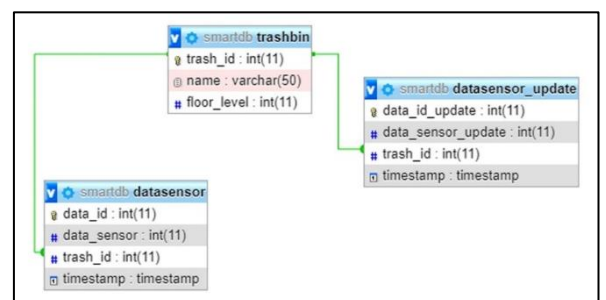 smartdb trashbin
trash_id : int(11)
name : varchar(50)
# floor_level : int(11)
smartdb datasensor_update
data_id_update : int(11)
# data_sensor_update : int(11)
# trash_id : int(11)
timestamp : timestamp
smartdb datasensor
data_id : int(11)
# data_sensor : int(11)
# trash_id : int(11)
timestamp : timestamp